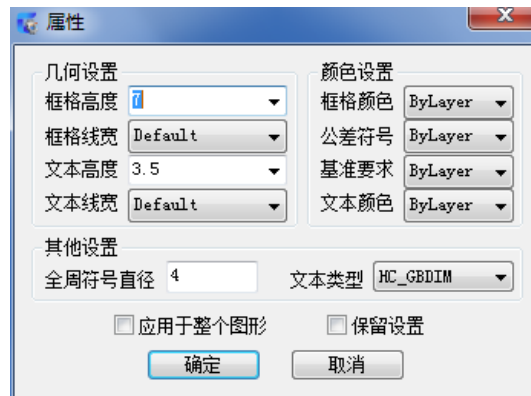 属性
几何设置
框格高度 7
框格线宽 Default
文本高度 3.5
文本线宽 Default
颜色设置
框格颜色 ByLayer
公差符号 ByLayer
基准要求 ByLayer
文本颜色 ByLayer
其他设置
全周符号直径 4 文本类型 HC_GBDIM
应用于整个图形 保留设置
确定 取消